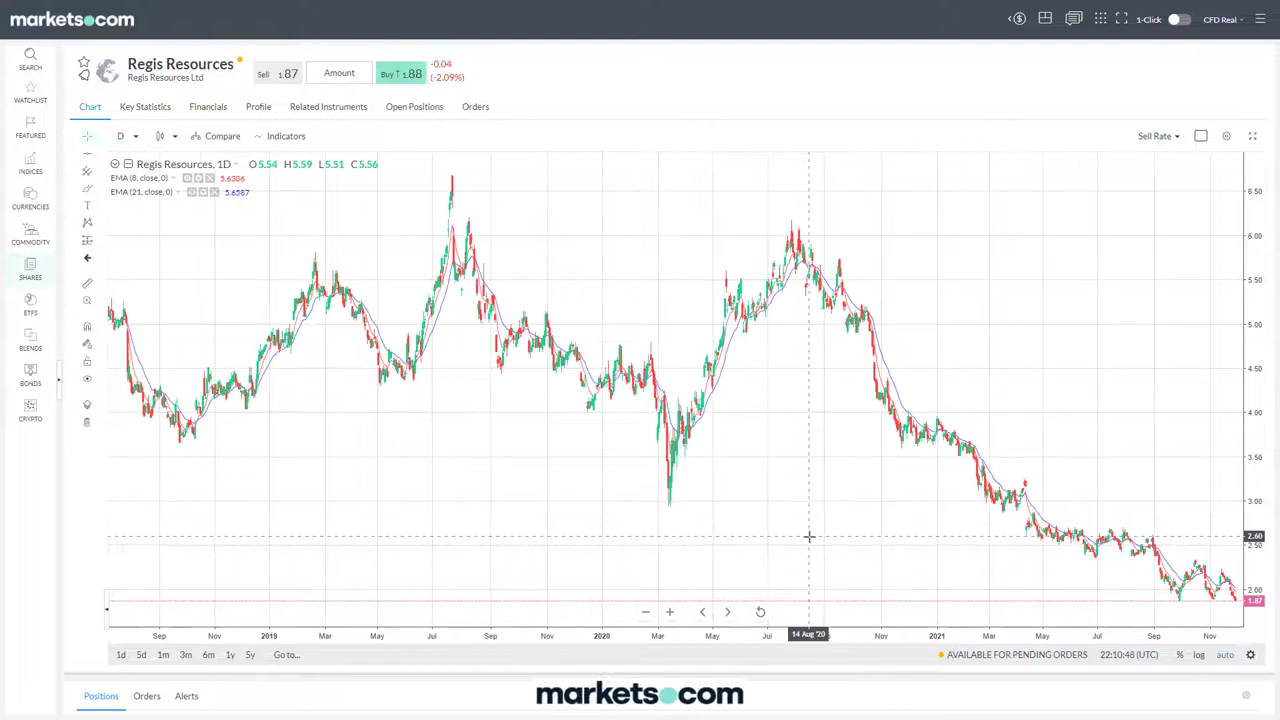 markets.com
1-Click
CFD Real
SEARCH
WATCHLIST
FEATURED
INDICES
CURRENCIES
COMMODITY
SHARES
ETFS
BLENDS
BONDS
CRYPTO
Regis Resources
Regis Resources Ltd
Sell 1.87
Amount
Buy ↑ 1.88
-0.04
(-2.09%)
Chart Key Statistics Financials Profile Related Instruments Open Positions Orders
D Compare Indicators
Sell Rate
Regis Resources, 1D O 5.54 H 5.59 L 5.51 C 5.56
EMA (8, close, 0) 5.6306
EMA (21, close, 0) 5.6587
6.50
6.00
5.50
5.00
4.50
4.00
3.50
3.00
2.60
2.50
2.00
1.87
Sep Nov 2019 Mar May Jul Sep Nov 2020 Mar May Jul 14 Aug '20 Nov 2021 Mar May Jul Sep Nov
1d 5d 1m 3m 6m 1y 5y Go to...
AVAILABLE FOR PENDING ORDERS 22:10:48 (UTC) % log auto
Positions Orders Alerts
markets.com